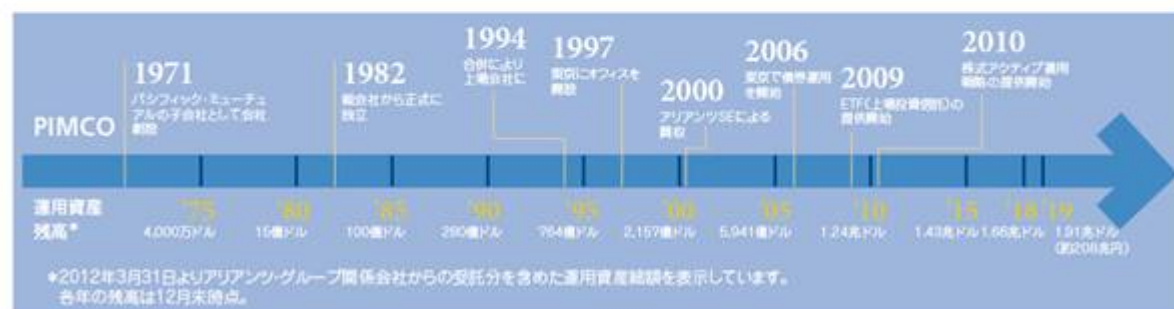 PIMCO
1971
パシフィック・ミューチュ
アルの子会社として会社
創設
1982
親会社から正式に
独立
1994
合併により
上場会社に
1997
東京にオフィスを
開設
2000
アリアンツSEによる
買収
2006
東京で債券運用
を開始
2009
ETF(上場投資信託)の
提供開始
2010
株式アクティブ運用
戦略の提供開始
運用資産
残高*
'75 '80 '85 '90 '95 '00 '05 '10 '15 '18 '19
4,000万ドル 15億ドル 100億ドル 280億ドル 764億ドル 2,157億ドル 5,941億ドル 1.24兆ドル 1.43兆ドル 1.66兆ドル 1.91兆ドル
(約208兆円)
*2012年3月31日よりアリアンツ・グループ関係会社からの受託分を含めた運用資産総額を表示しています。
各年の残高は12月末時点。